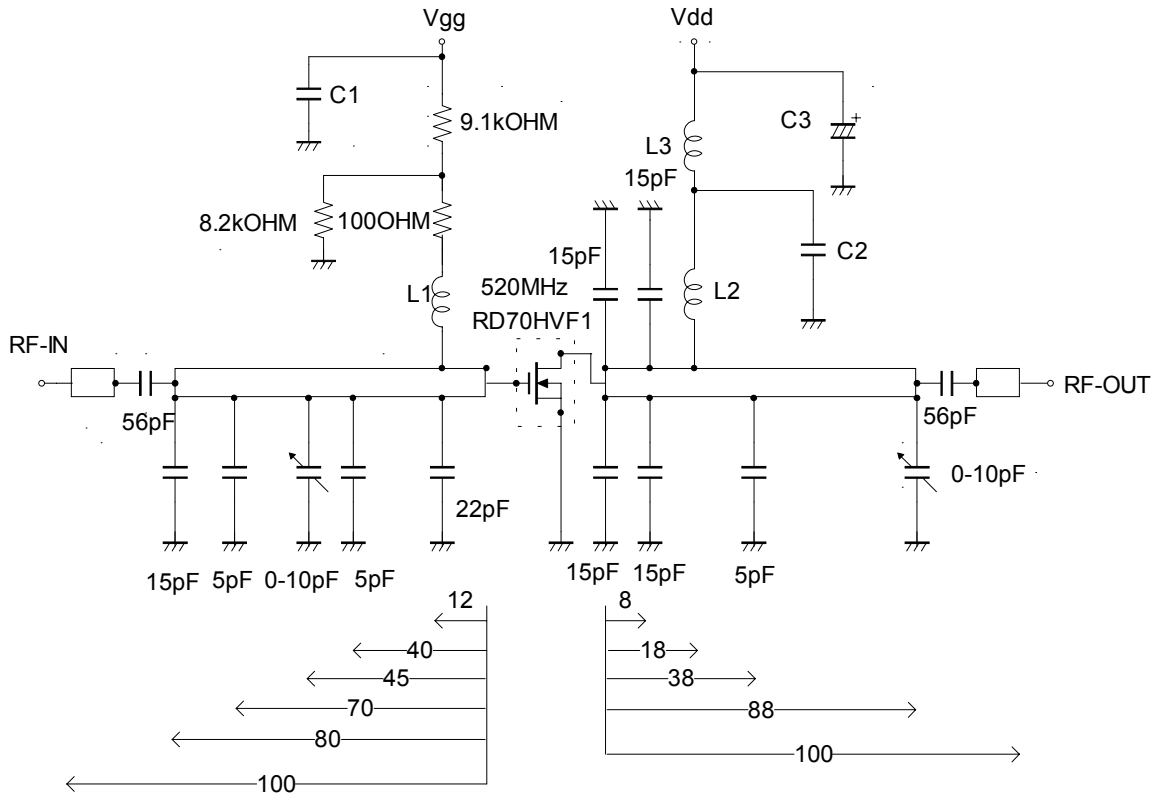 Vgg
Vdd
C1
9.1kOHM
C3
+
L3
15pF
8.2kOHM
100OHM
15pF
C2
L1
520MHz
L2
RD70HVF1
RF-IN
RF-OUT
56pF
56pF
0-10pF
22pF
15pF
5pF
0-10pF
5pF
15pF
15pF
5pF
12
8
40
18
45
38
70
88
80
100
100